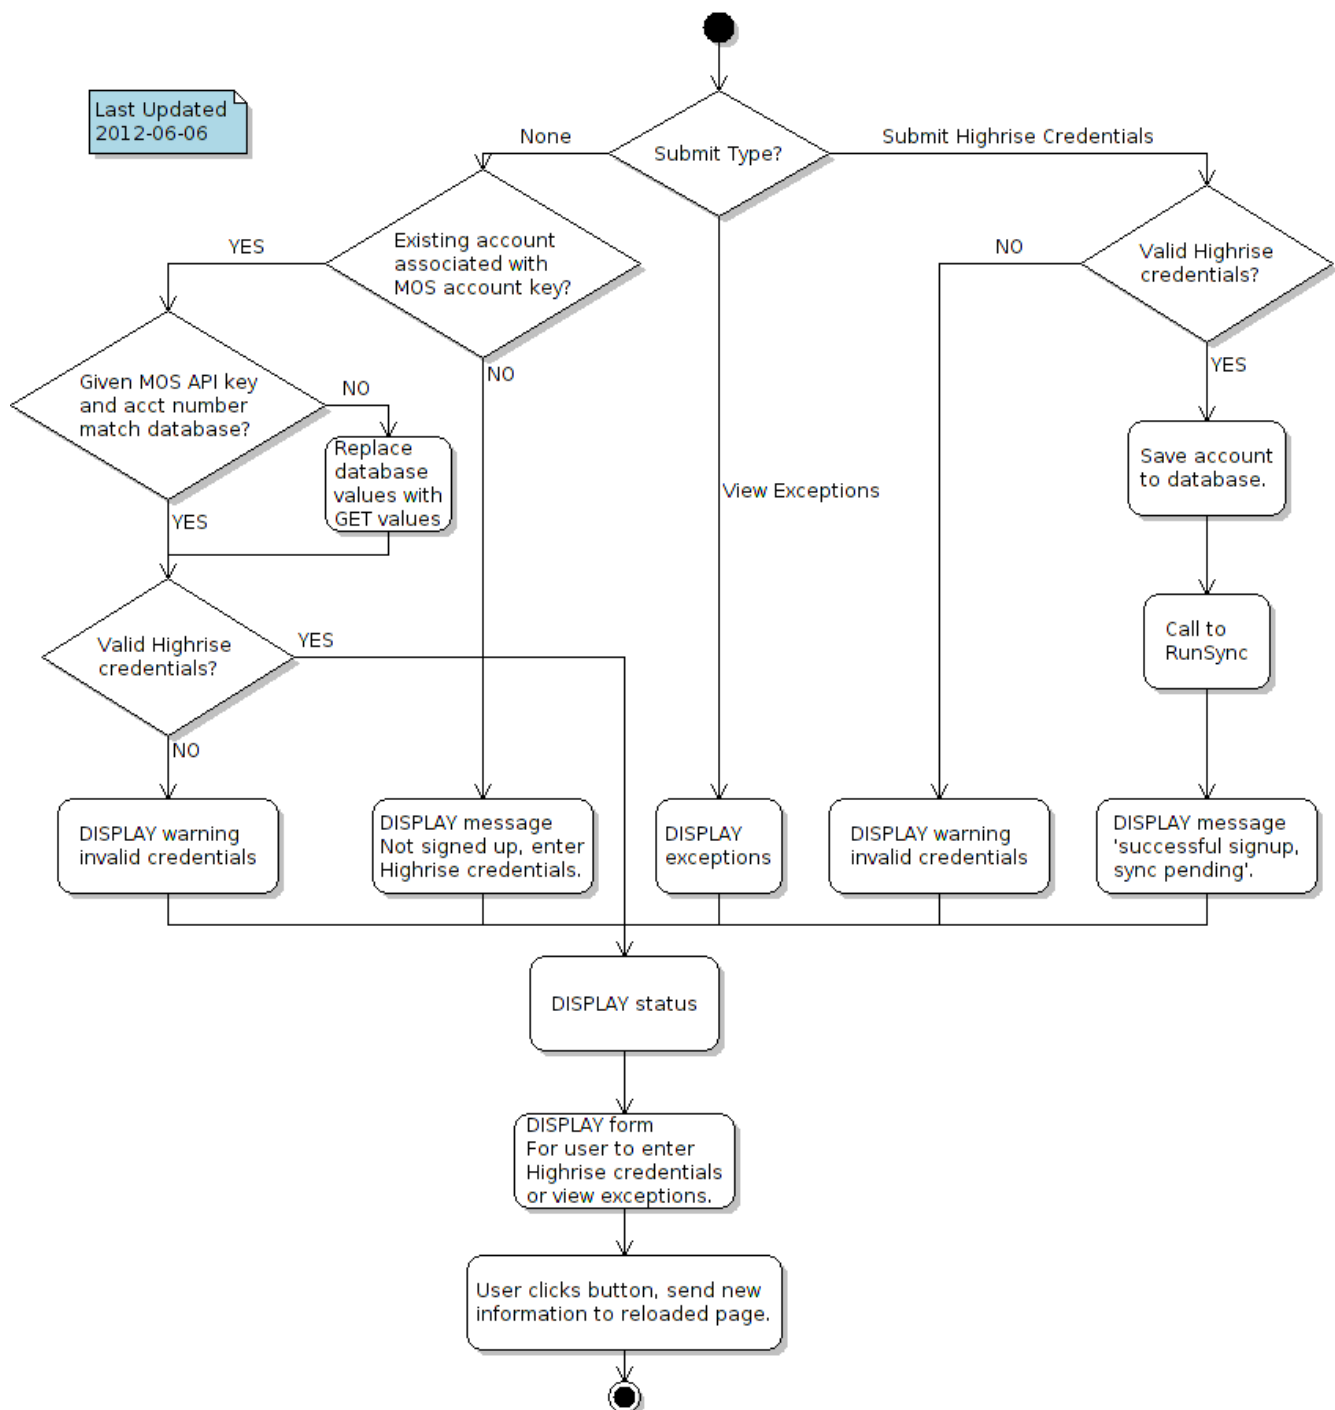 Last Updated
2012-06-06
None
Submit Type?
Submit Highrise Credentials
YES
Existing account
associated with
MOS account key?
NO
Valid Highrise
credentials?
Given MOS API key
and acct number
match database?
NO
NO
YES
Replace
database
values with
GET values
Save account
to database.
View Exceptions
YES
Valid Highrise
credentials?
YES
Call to
RunSync
NO
DISPLAY warning
invalid credentials
DISPLAY message
Not signed up, enter
Highrise credentials.
DISPLAY
exceptions
DISPLAY warning
invalid credentials
DISPLAY message
'successful signup,
sync pending'.
DISPLAY status
DISPLAY form
For user to enter
Highrise credentials
or view exceptions.
User clicks button, send new
information to reloaded page.